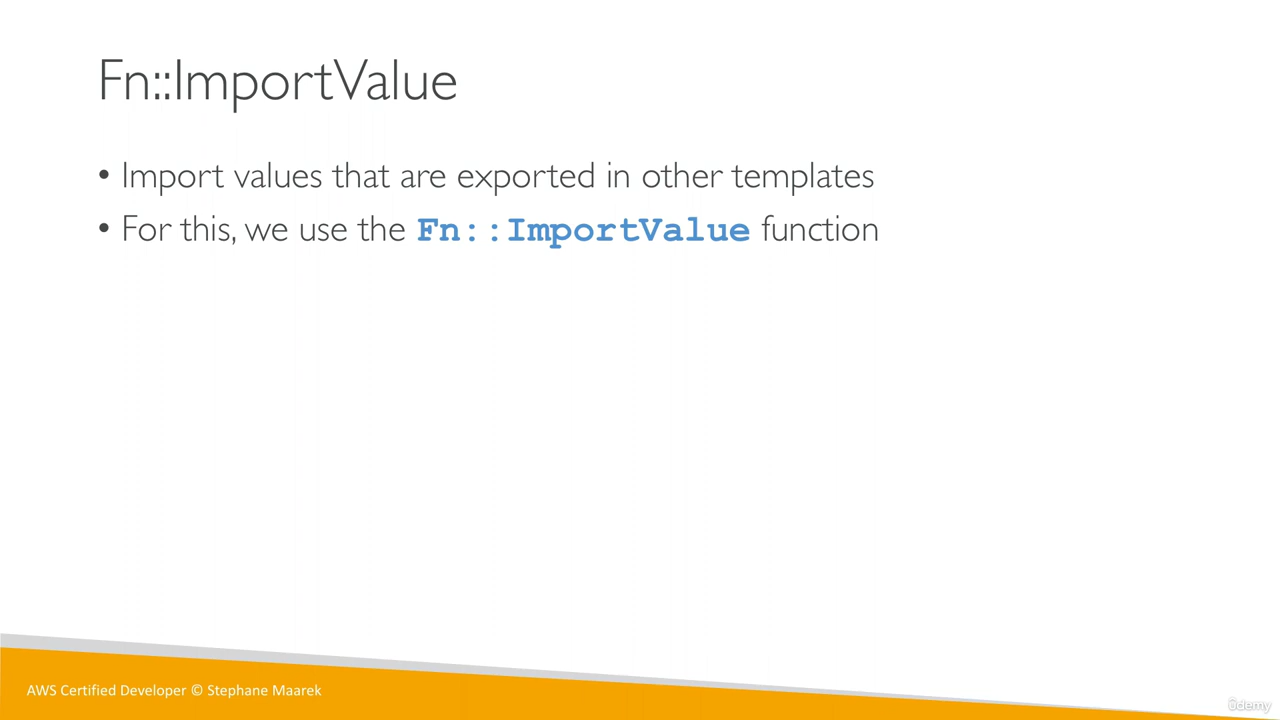 Fn::ImportValue
• Import values that are exported in other templates
• For this, we use the Fn::ImportValue function
AWS Certified Developer © Stephane Maarek
ûdemy